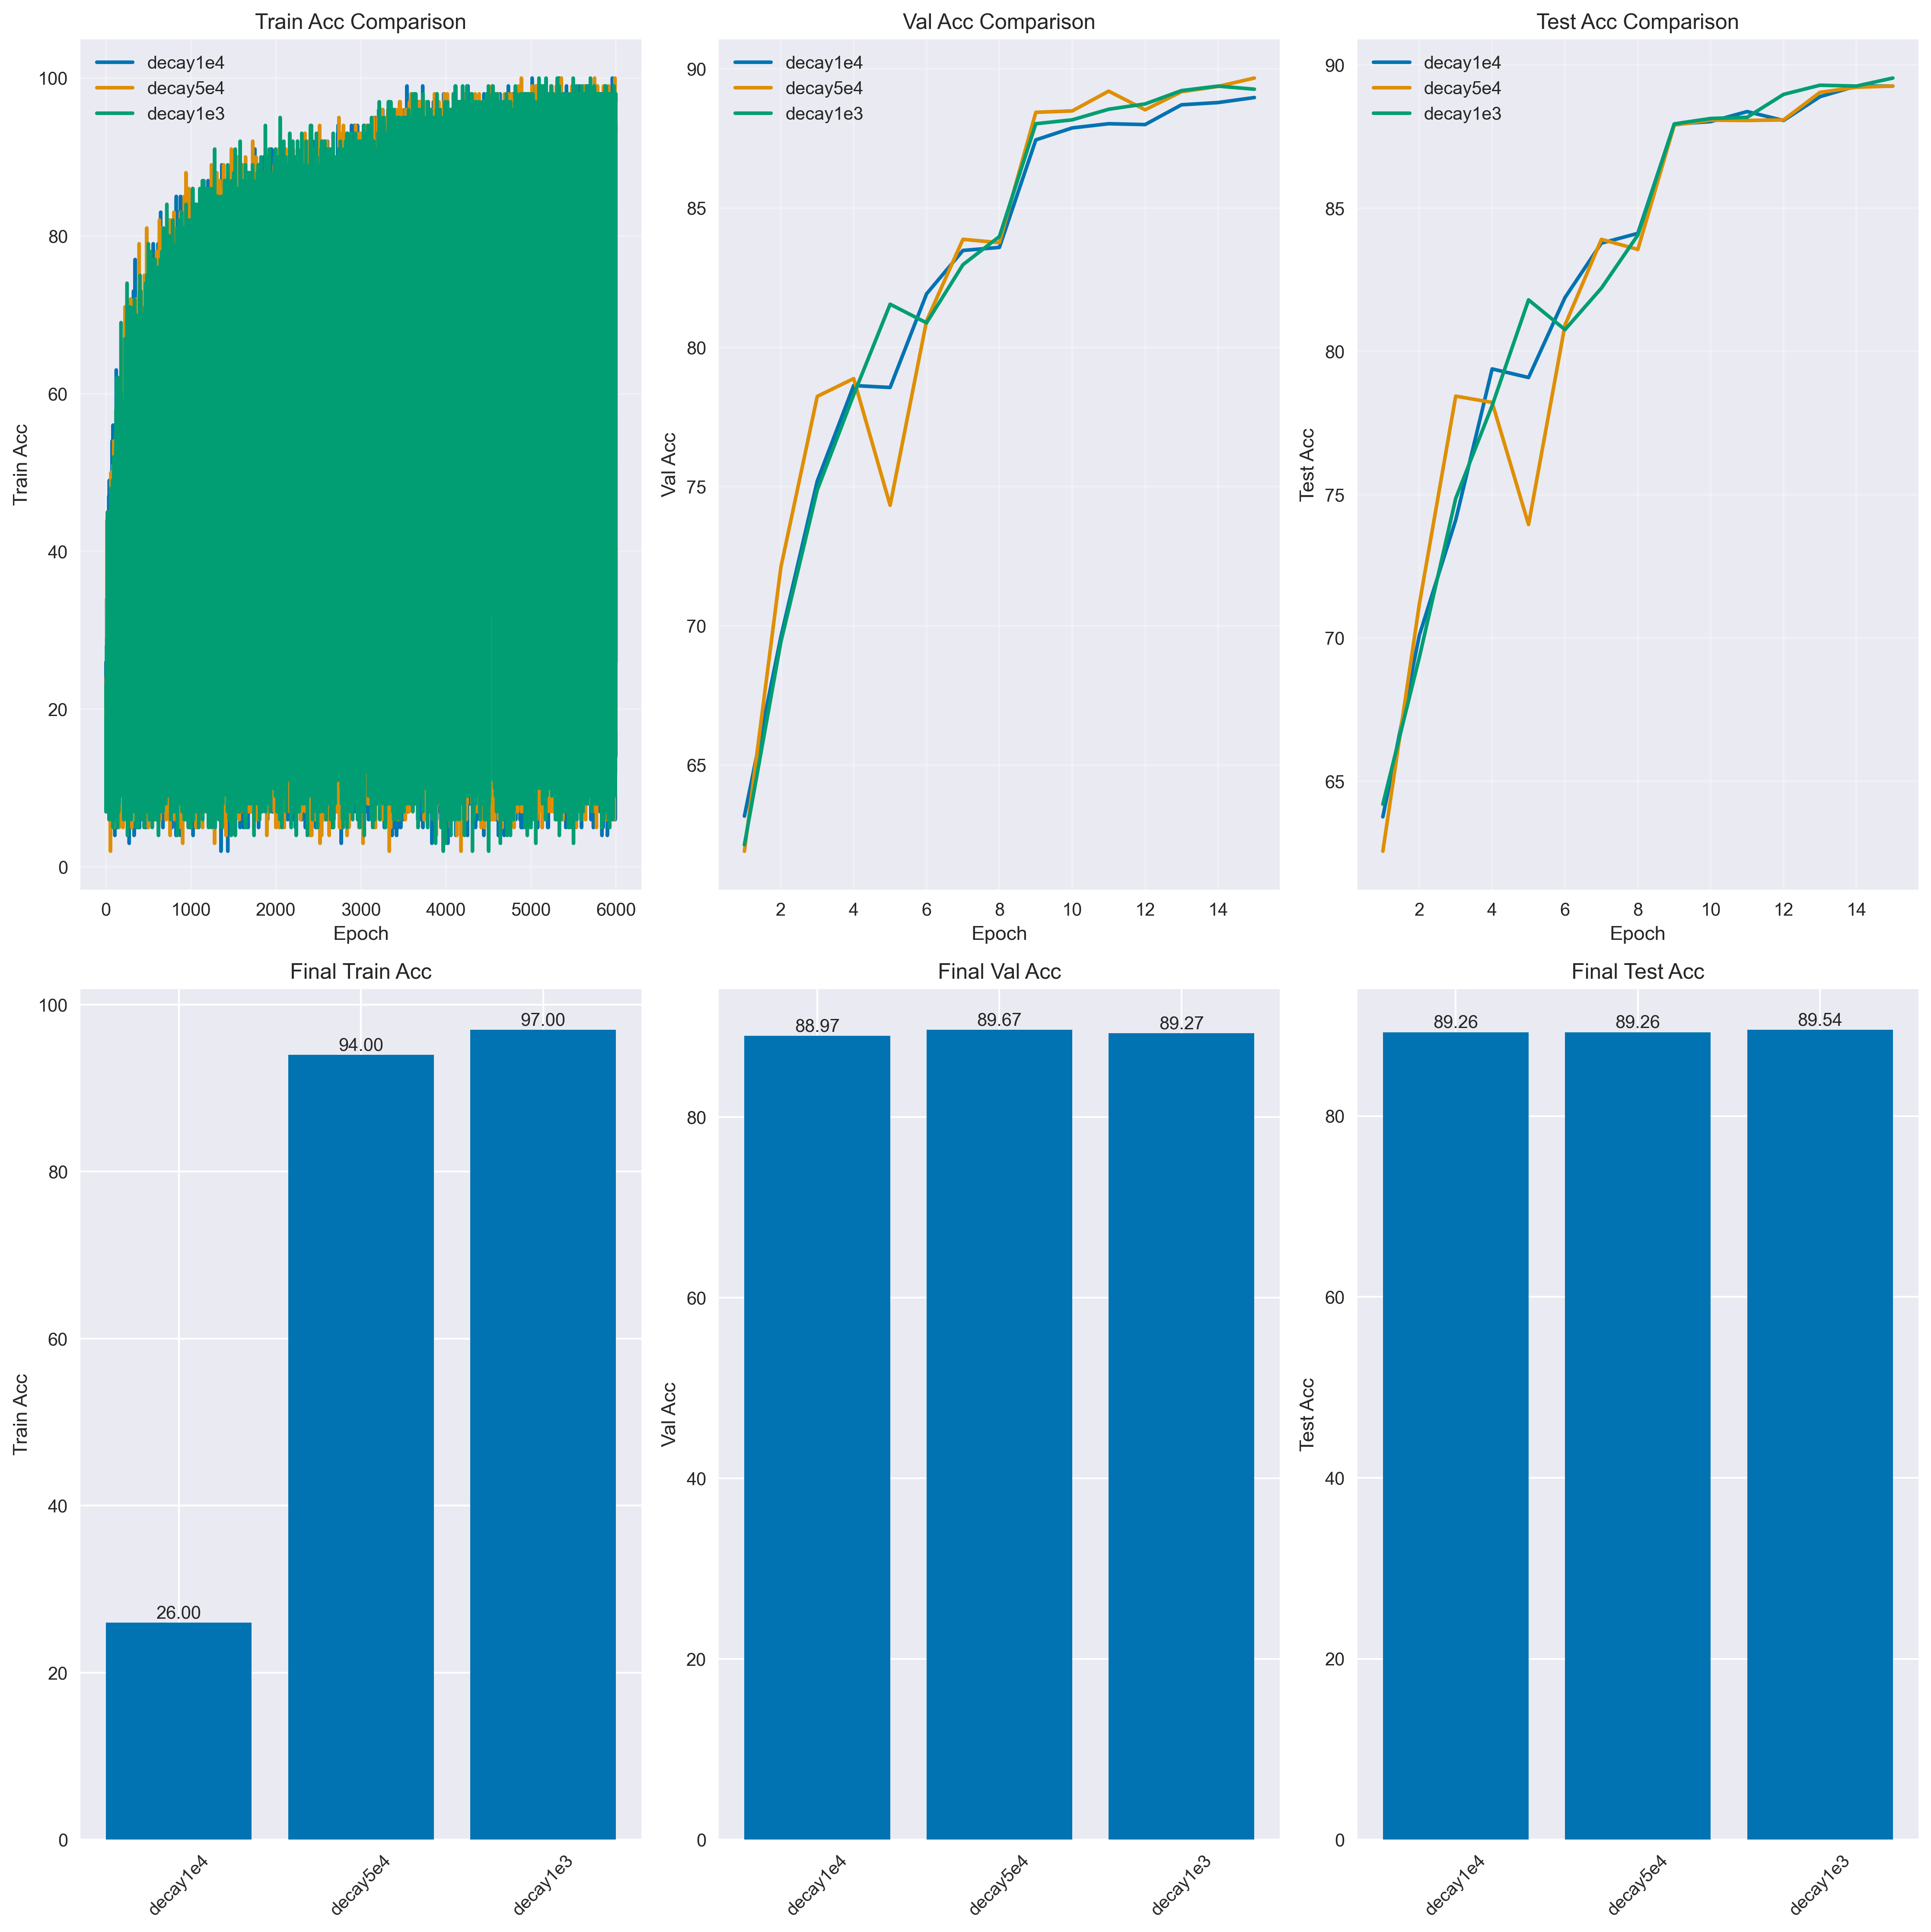 Train Acc Comparison
decay1e4
decay5e4
decay1e3
100
80
60
40
20
0
Train Acc
0 1000 2000 3000 4000 5000 6000
Epoch
Val Acc Comparison
decay1e4
decay5e4
decay1e3
90
85
80
75
70
65
Val Acc
2 4 6 8 10 12 14
Epoch
Test Acc Comparison
decay1e4
decay5e4
decay1e3
90
85
80
75
70
65
Test Acc
2 4 6 8 10 12 14
Epoch
Final Train Acc
100
80
60
40
20
0
Train Acc
26.00
94.00
97.00
decay1e4
decay5e4
decay1e3
Final Val Acc
80
60
40
20
0
Val Acc
88.97
89.67
89.27
decay1e4
decay5e4
decay1e3
Final Test Acc
80
60
40
20
0
Test Acc
89.26
89.26
89.54
decay1e4
decay5e4
decay1e3